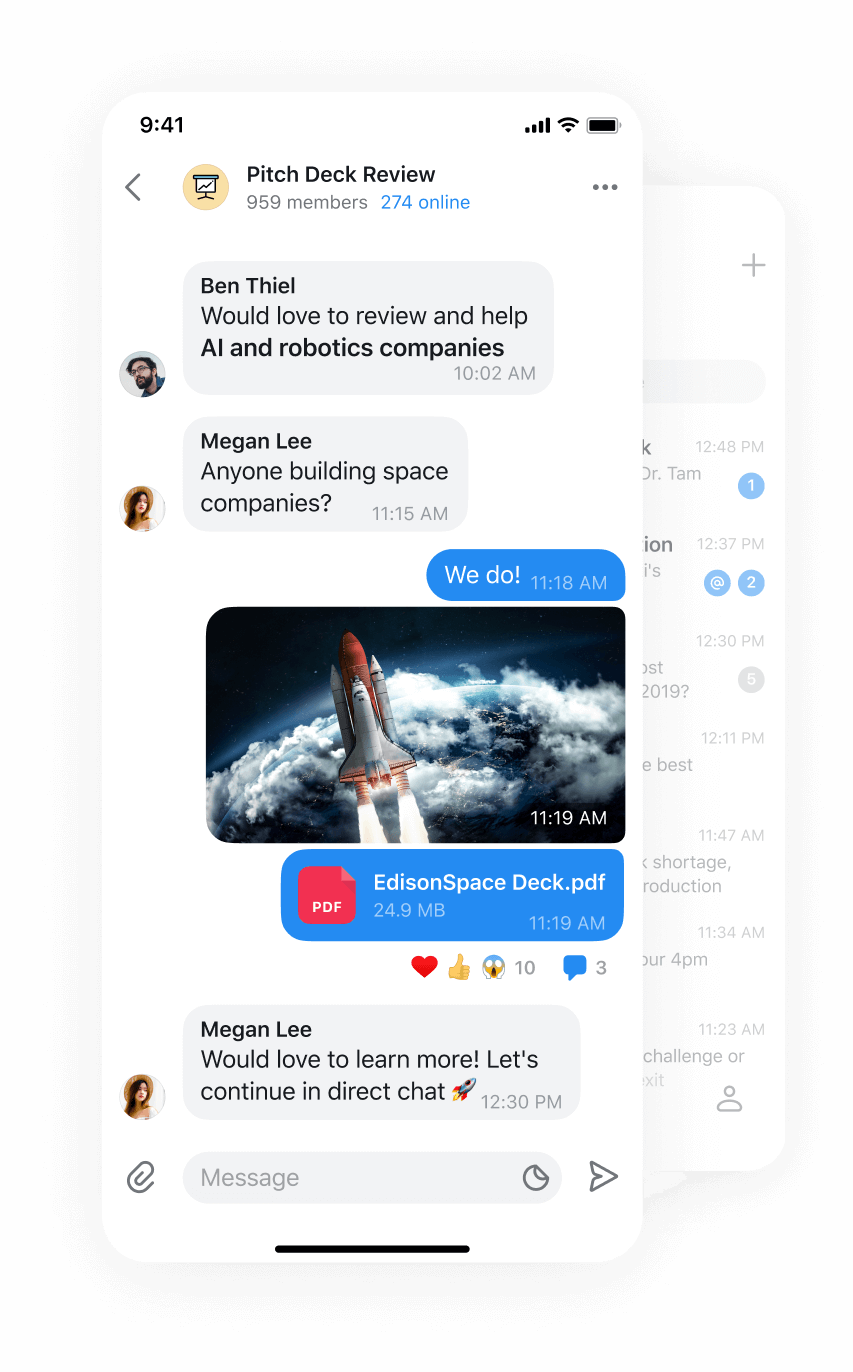 9:41
Pitch Deck Review
959 members 274 online
Ben Thiel
Would love to review and help
AI and robotics companies
10:02 AM
Megan Lee
Anyone building space
companies? 11:15 AM
We do! 11:18 AM
11:19 AM
PDF
EdisonSpace Deck.pdf
24.9 MB
11:19 AM
10 3
Megan Lee
Would love to learn more! Let's
continue in direct chat 🚀 12:30 PM
Message
12:48 PM
Dr. Tam
1
12:37 PM
@ 2
12:30 PM
2019?
5
12:11 PM
best
11:47 AM
shortage,
11:34 AM
4pm
11:23 AM
challenge or